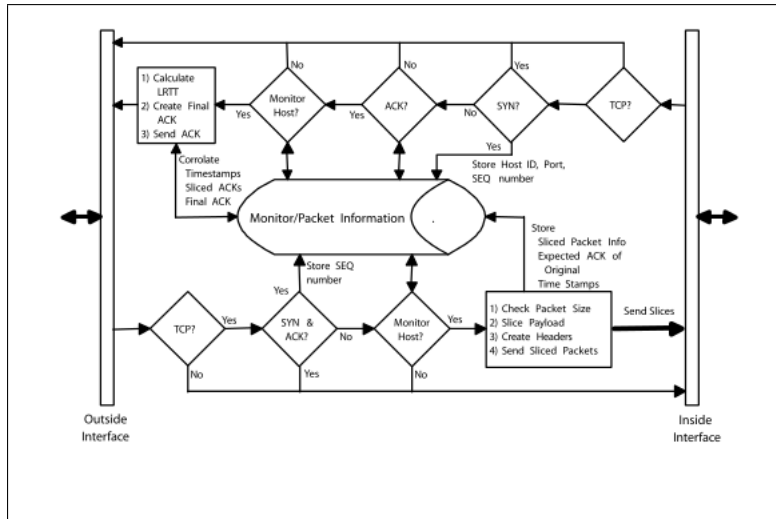 No
No
Yes
1) Calculate
LRTT
2) Create Final
ACK
3) Send ACK
Yes
Monitor
Host?
Yes
ACK?
No
SYN?
TCP?
Yes
Store Host ID, Port,
SEQ number
Corrolate
Timestamps
Sliced ACKs
Final ACK
Monitor/Packet Information
Store
Sliced Packet Info
Expected ACK of
Original
Time Stamps
Store SEQ
number
Yes
TCP?
Yes
SYN &
ACK?
No
Monitor
Host?
Yes
1) Check Packet Size
2) Slice Payload
3) Create Headers
4) Send Sliced Packets
Send Slices
No
Yes
No
Outside
Interface
Inside
Interface